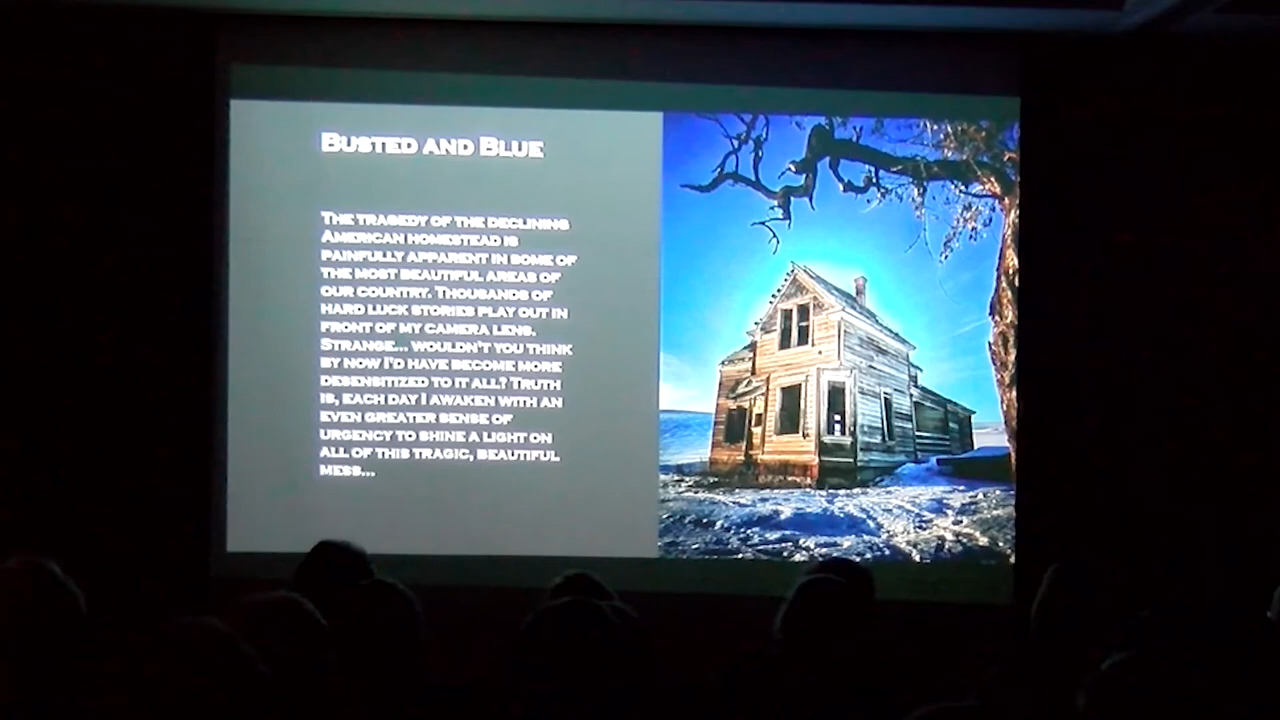 BUSTED AND BLUE
THE TRAGEDY OF THE DECLINING
AMERICAN HOMESTEAD IS
PAINFULLY APPARENT IN SOME OF
THE MOST BEAUTIFUL AREAS OF
OUR COUNTRY. THOUSANDS OF
HARD LUCK STORIES PLAY OUT IN
FRONT OF MY CAMERA LENS.
STRANGE... WOULDN'T YOU THINK
BY NOW I'D HAVE BECOME MORE
DESENSITIZED TO IT ALL? TRUTH
IS, EACH DAY I AWAKEN WITH AN
EVEN GREATER SENSE OF
URGENCY TO SHINE A LIGHT ON
ALL OF THIS TRAGIC, BEAUTIFUL
MESS...